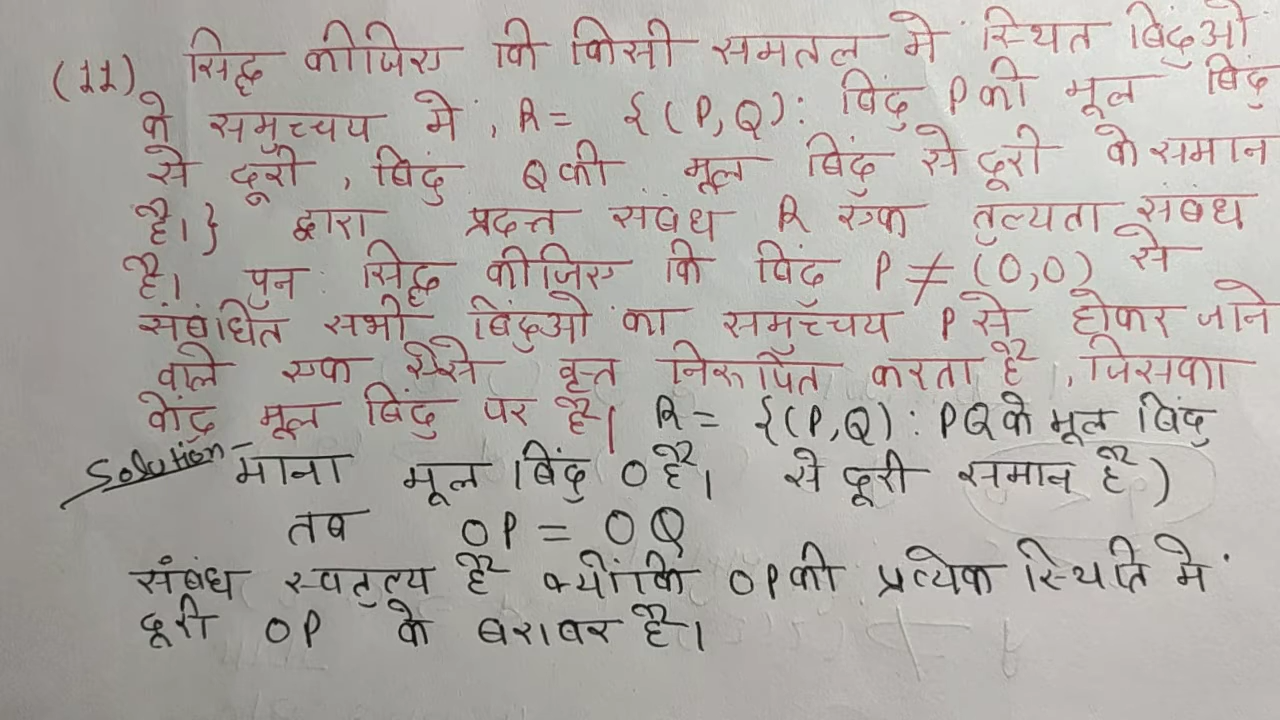 (11) सिद्ध कीजिए कि किसी समतल में स्थित बिंदुओं
के समुच्चय में, R = {(P,Q): बिंदु P की मूल बिंदु
से दूरी, बिंदु Q की मूल बिंदु से दूरी के समान
है।} द्वारा प्रदत्त संबंध R एक तुल्यता संबंध
है। पुन: सिद्ध कीजिए कि बिंदु P ≠ (0,0) से
संबंधित सभी बिंदुओं का समुच्चय P से होकर जाने
वाले एक ऐसे वृत्त निरूपित करता है, जिसका
केंद्र मूल बिंदु पर है। R = {(P,Q): PQ के मूल बिंदु
Solution- माना मूल बिंदु O है। से दूरी समान है)
तब OP = OQ
संबंध स्वतुल्य है क्योंकि OP की प्रत्येक स्थिति में
दूरी OP के बराबर है।